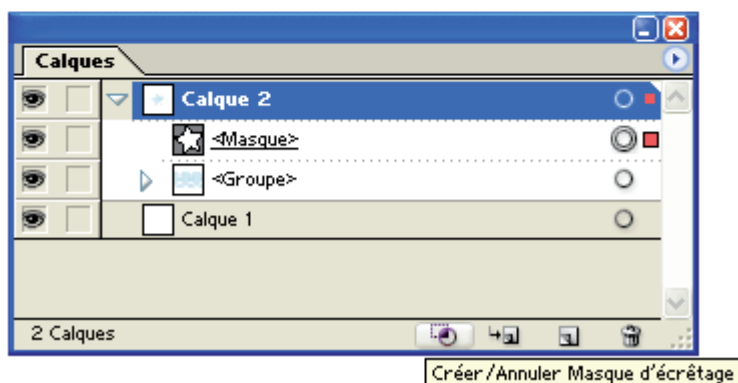 Calques
Calque 2
<Masque>
<Groupe>
Calque 1
2 Calques
Créer/Annuler Masque d'écrêtage